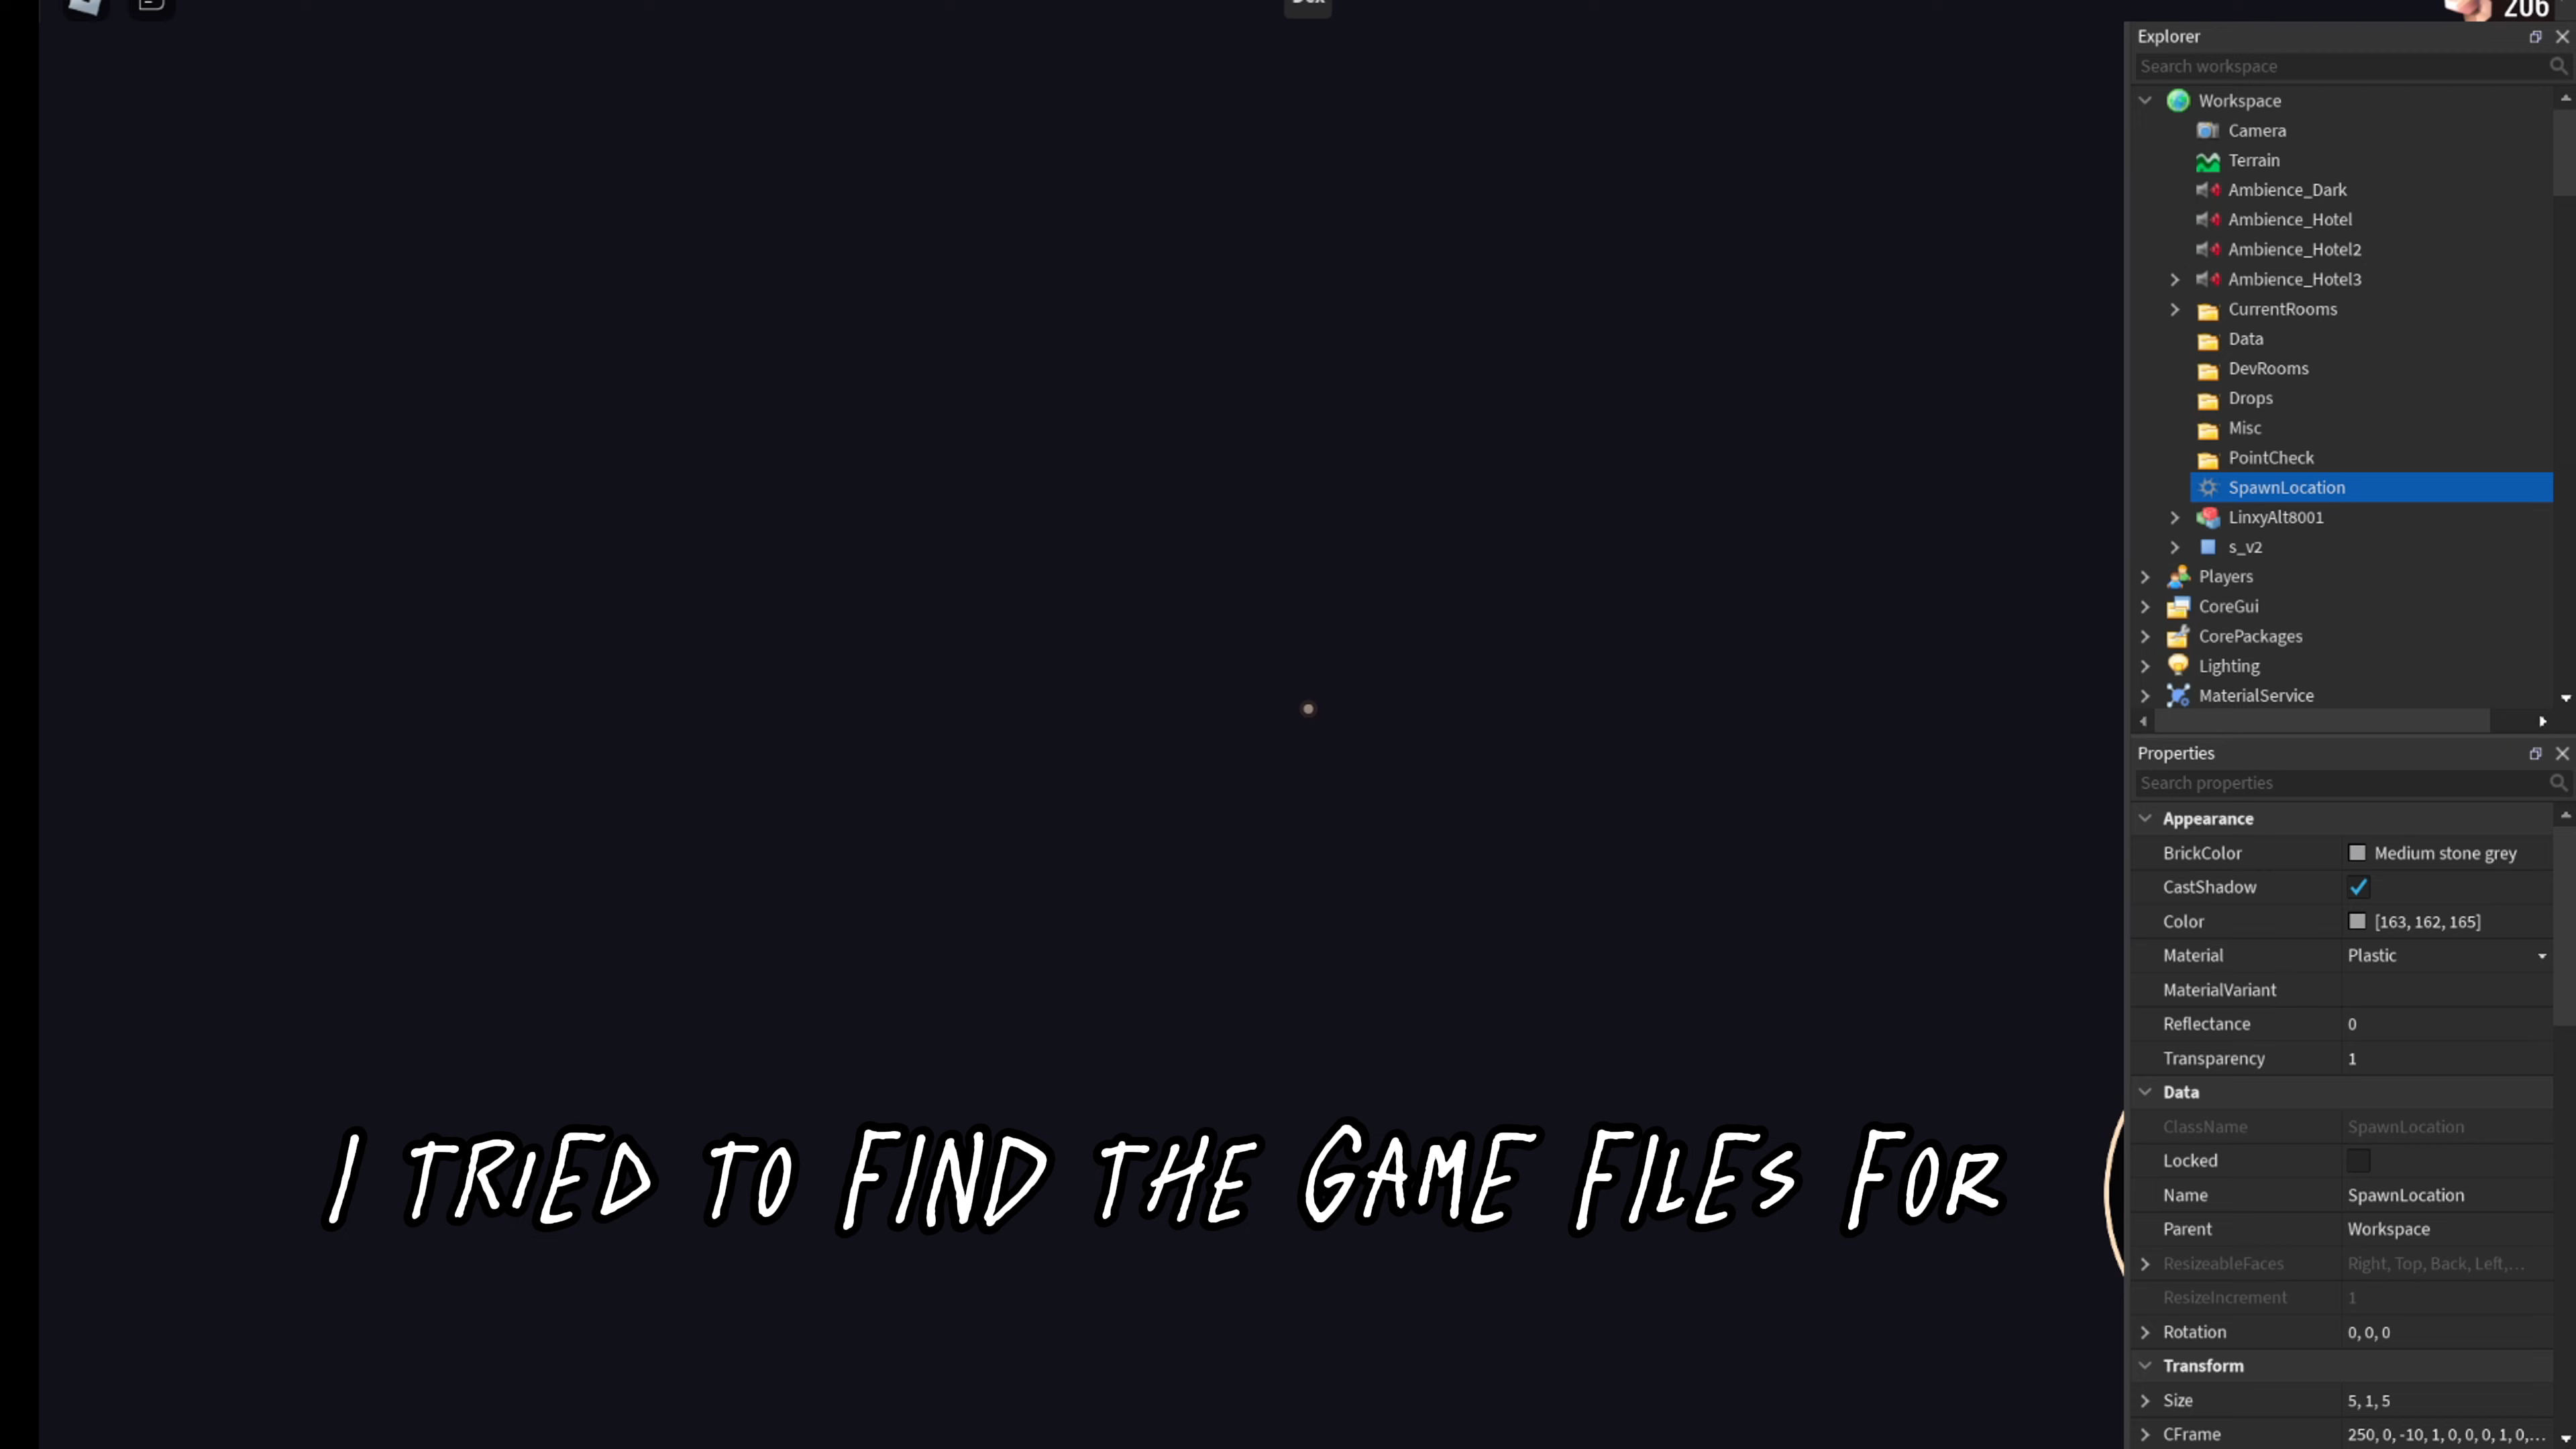 Dex
206
Explorer
Search workspace
Workspace
Camera
Terrain
Ambience_Dark
Ambience_Hotel
Ambience_Hotel2
Ambience_Hotel3
CurrentRooms
Data
DevRooms
Drops
Misc
PointCheck
SpawnLocation
LinxyAlt8001
s_v2
Players
CoreGui
CorePackages
Lighting
MaterialService
Properties
Search properties
Appearance
BrickColor Medium stone grey
CastShadow
Color [163, 162, 165]
Material Plastic
MaterialVariant
Reflectance 0
Transparency 1
Data
ClassName SpawnLocation
Locked
Name SpawnLocation
Parent Workspace
ResizeableFaces Right, Top, Back, Left,...
ResizeIncrement 1
Rotation 0, 0, 0
Transform
Size 5, 1, 5
CFrame 250, 0, -10, 1, 0, 0, 0, 1, 0,...
I TRIED TO FIND THE GAME FILES FOR